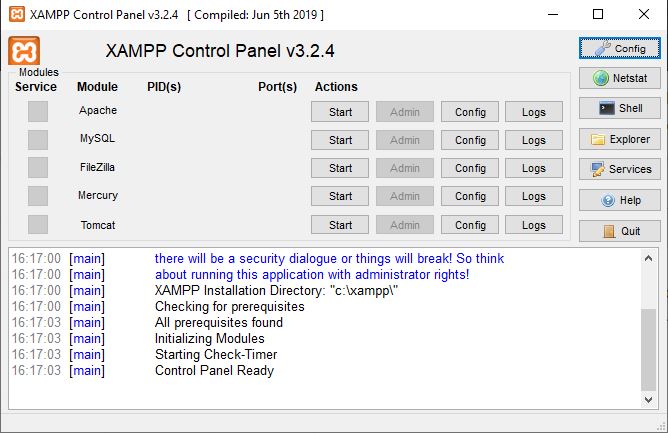 XAMPP Control Panel v3.2.4 [ Compiled: Jun 5th 2019 ]
XAMPP Control Panel v3.2.4
Config
Modules
Service Module PID(s) Port(s) Actions
Netstat
Apache Start Admin Config Logs
Shell
MySQL Start Admin Config Logs
Explorer
FileZilla Start Admin Config Logs
Services
Mercury Start Admin Config Logs
Help
Tomcat Start Admin Config Logs
Quit
16:17:00 [main] there will be a security dialogue or things will break! So think
16:17:00 [main] about running this application with administrator rights!
16:17:00 [main] XAMPP Installation Directory: "c:\xampp\"
16:17:00 [main] Checking for prerequisites
16:17:03 [main] All prerequisites found
16:17:03 [main] Initializing Modules
16:17:03 [main] Starting Check-Timer
16:17:03 [main] Control Panel Ready